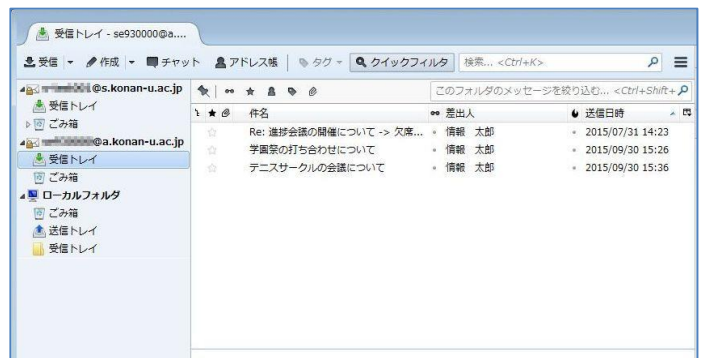 受信トレイ - se930000@a....
受信 作成 チャット アドレス帳 タグ クイックフィルタ 検索... <Ctrl+K>
@s.konan-u.ac.jp
受信トレイ
ごみ箱
@a.konan-u.ac.jp
受信トレイ
ごみ箱
ローカルフォルダ
ごみ箱
送信トレイ
受信トレイ
このフォルダのメッセージを絞り込む... <Ctrl+Shift+
件名 差出人 送信日時
Re: 進捗会議の開催について -> 欠席... 情報 太郎 2015/07/31 14:23
学園祭の打ち合わせについて 情報 太郎 2015/09/30 15:26
テニスサークルの会議について 情報 太郎 2015/09/30 15:36